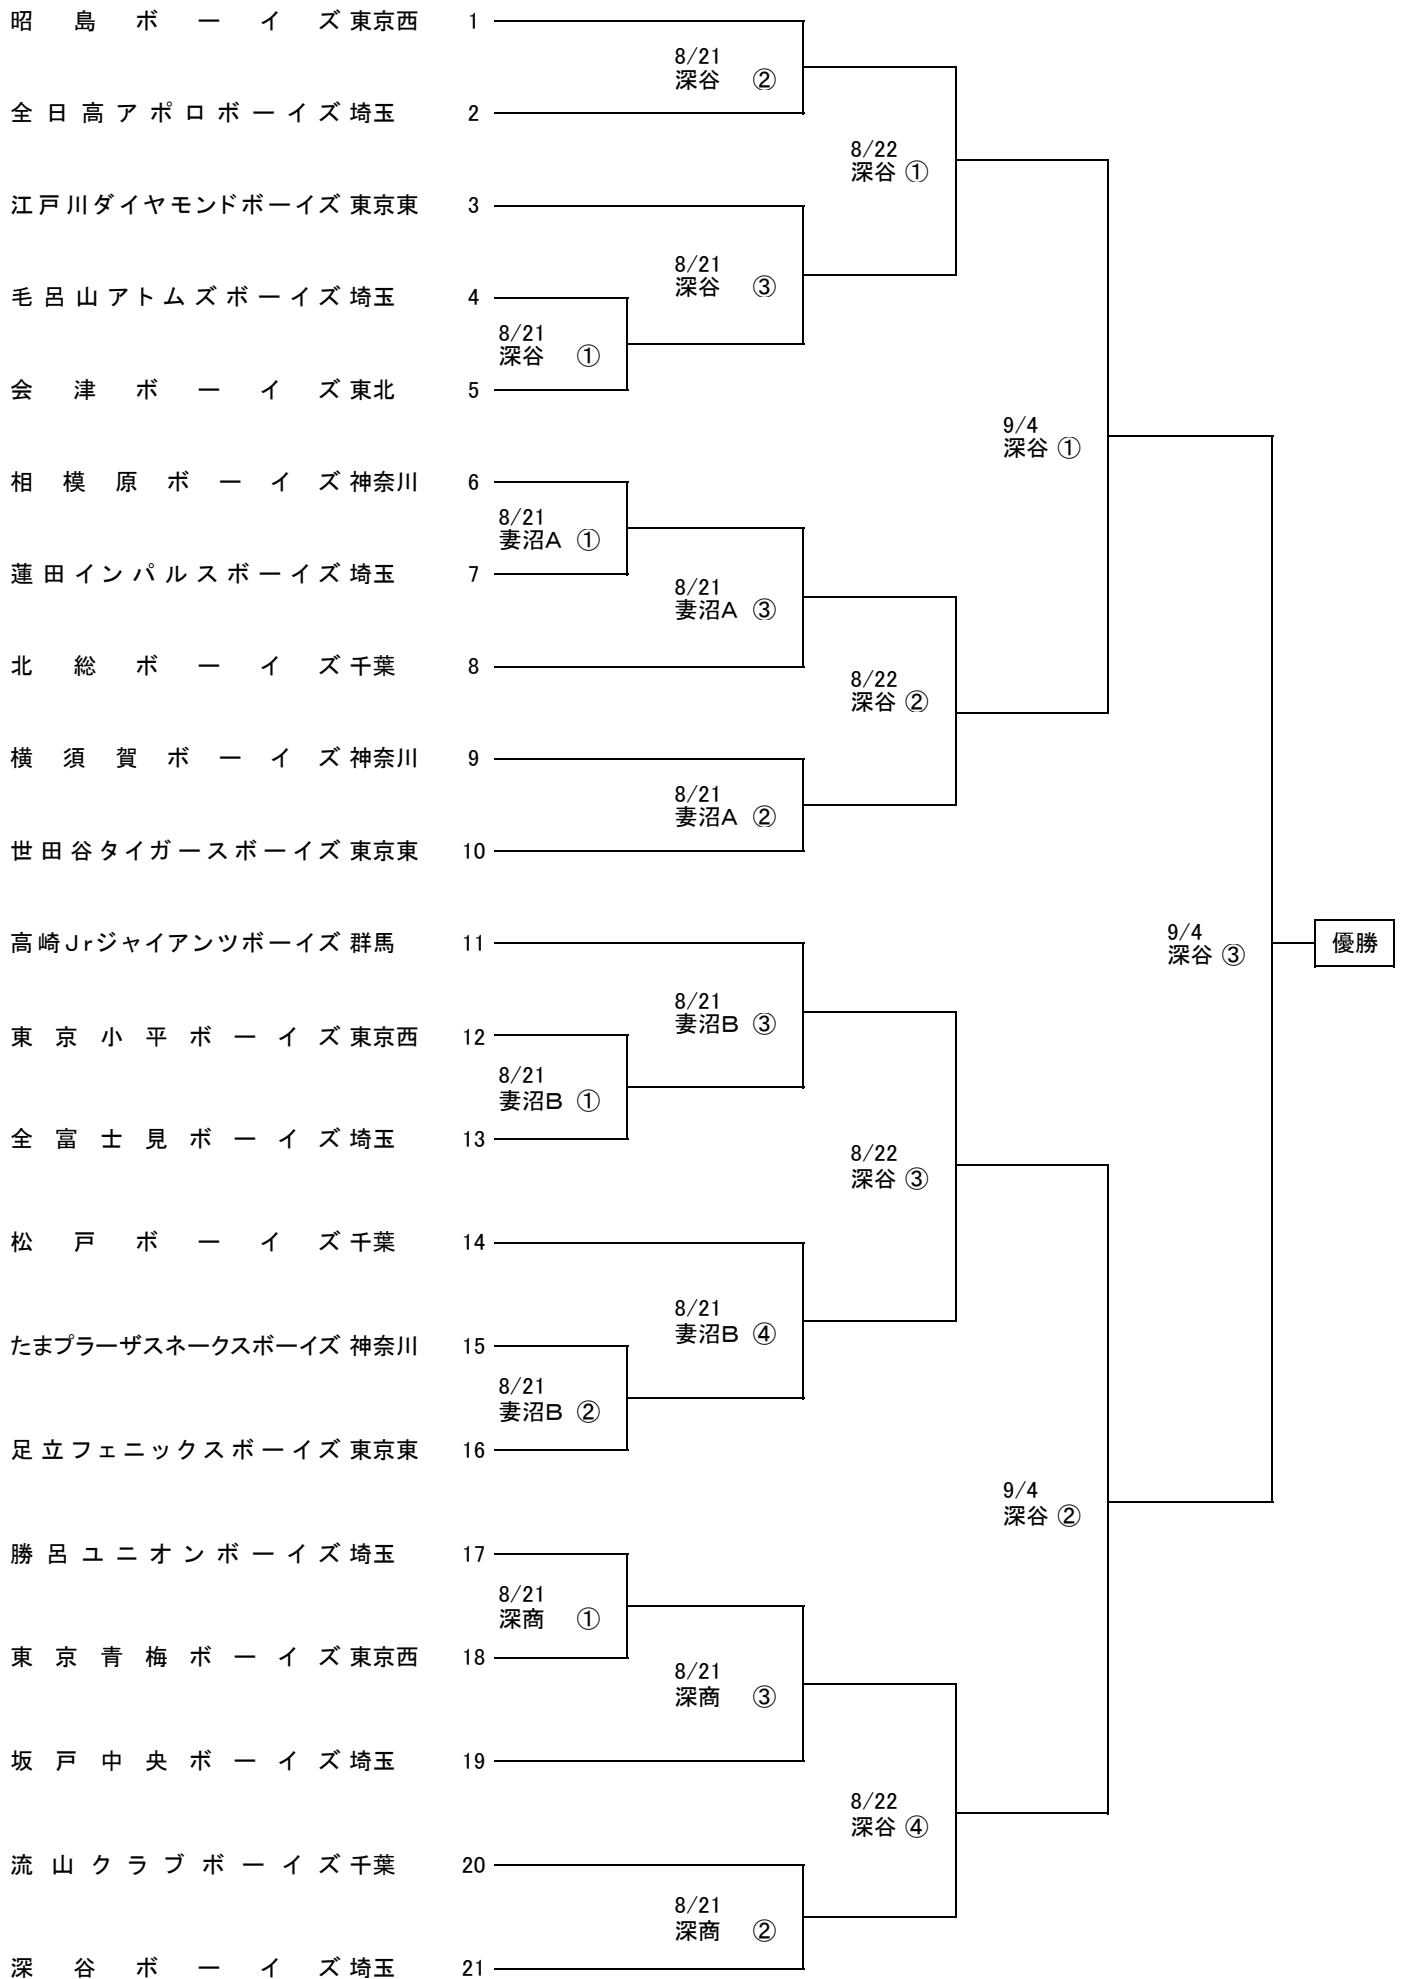 昭島ボーイズ 東京西 1
8/21
深谷 ②
全日高アポロボーイズ 埼玉 2
8/22
深谷 ①
江戸川ダイヤモンドボーイズ 東京東 3
8/21
深谷 ③
毛呂山アトムズボーイズ 埼玉 4
8/21
深谷 ①
会津ボーイズ 東北 5
9/4
深谷 ①
相模原ボーイズ 神奈川 6
8/21
妻沼A ①
蓮田インパルスボーイズ 埼玉 7
8/21
妻沼A ③
北総ボーイズ 千葉 8
8/22
深谷 ②
横須賀ボーイズ 神奈川 9
8/21
妻沼A ②
世田谷タイガースボーイズ 東京東 10
高崎Jrジャイアンツボーイズ 群馬 11
9/4
深谷 ③
優勝
8/21
妻沼B ③
東京小平ボーイズ 東京西 12
8/21
妻沼B ①
全富士見ボーイズ 埼玉 13
8/22
深谷 ③
松戸ボーイズ 千葉 14
8/21
妻沼B ④
たまプラーザスネークスボーイズ 神奈川 15
8/21
妻沼B ②
足立フェニックスボーイズ 東京東 16
9/4
深谷 ②
勝呂ユニオンボーイズ 埼玉 17
8/21
深商 ①
東京青梅ボーイズ 東京西 18
8/21
深商 ③
坂戸中央ボーイズ 埼玉 19
8/22
深谷 ④
流山クラブボーイズ 千葉 20
8/21
深商 ②
深谷ボーイズ 埼玉 21